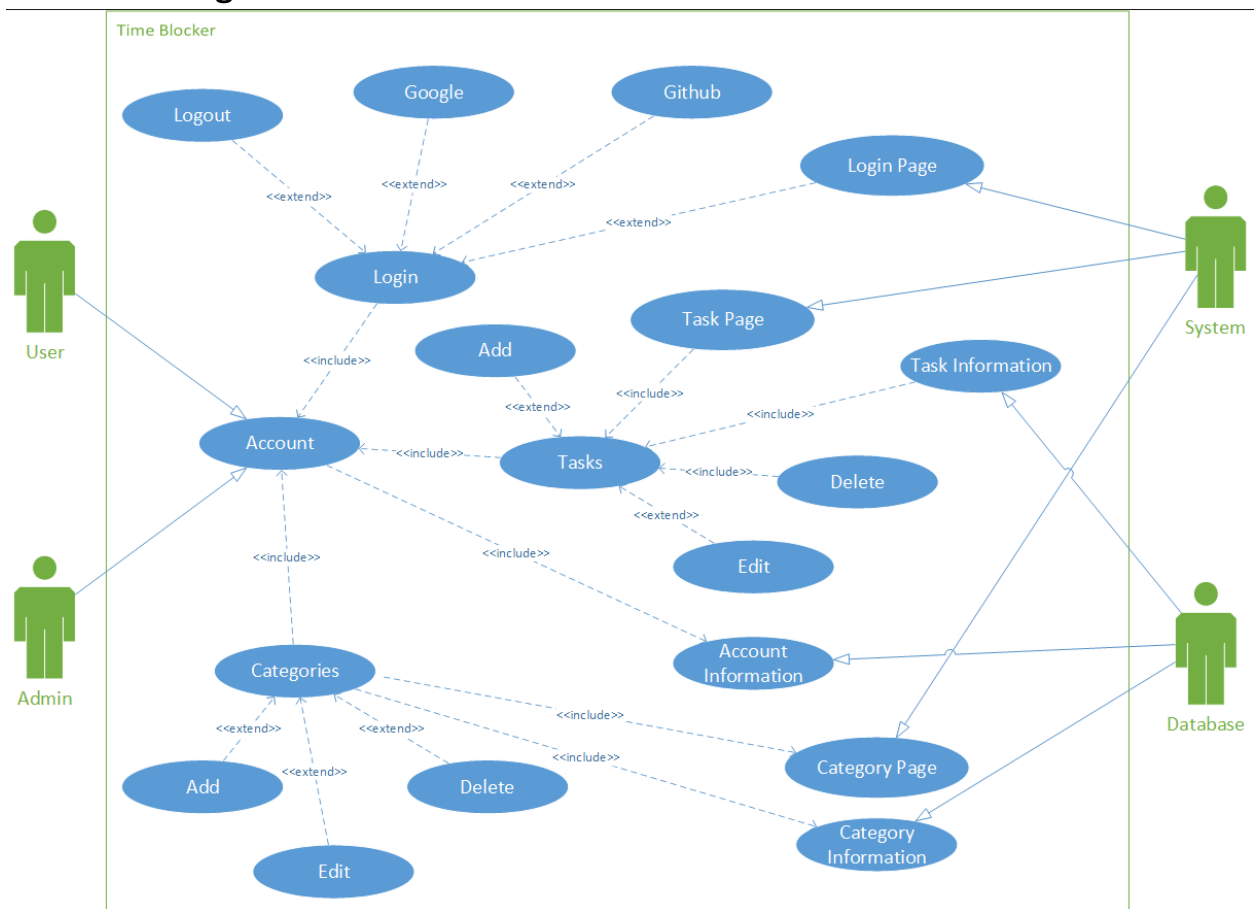 g
Time Blocker
Google
Github
Logout
Login Page
<<extend>>
<<extend>>
<<extend>>
<<extend>>
Login
Task Page
User
System
Add
Task Information
<<include>>
<<include>>
<<extend>>
<<include>>
Account
<<include>>
Tasks
<<include>>
Delete
<<extend>>
<<include>>
<<include>>
Edit
Categories
Account
Information
Admin
Database
<<include>>
<<extend>>
<<extend>>
<<include>>
<<extend>>
Add
Delete
Category Page
Category
Information
Edit